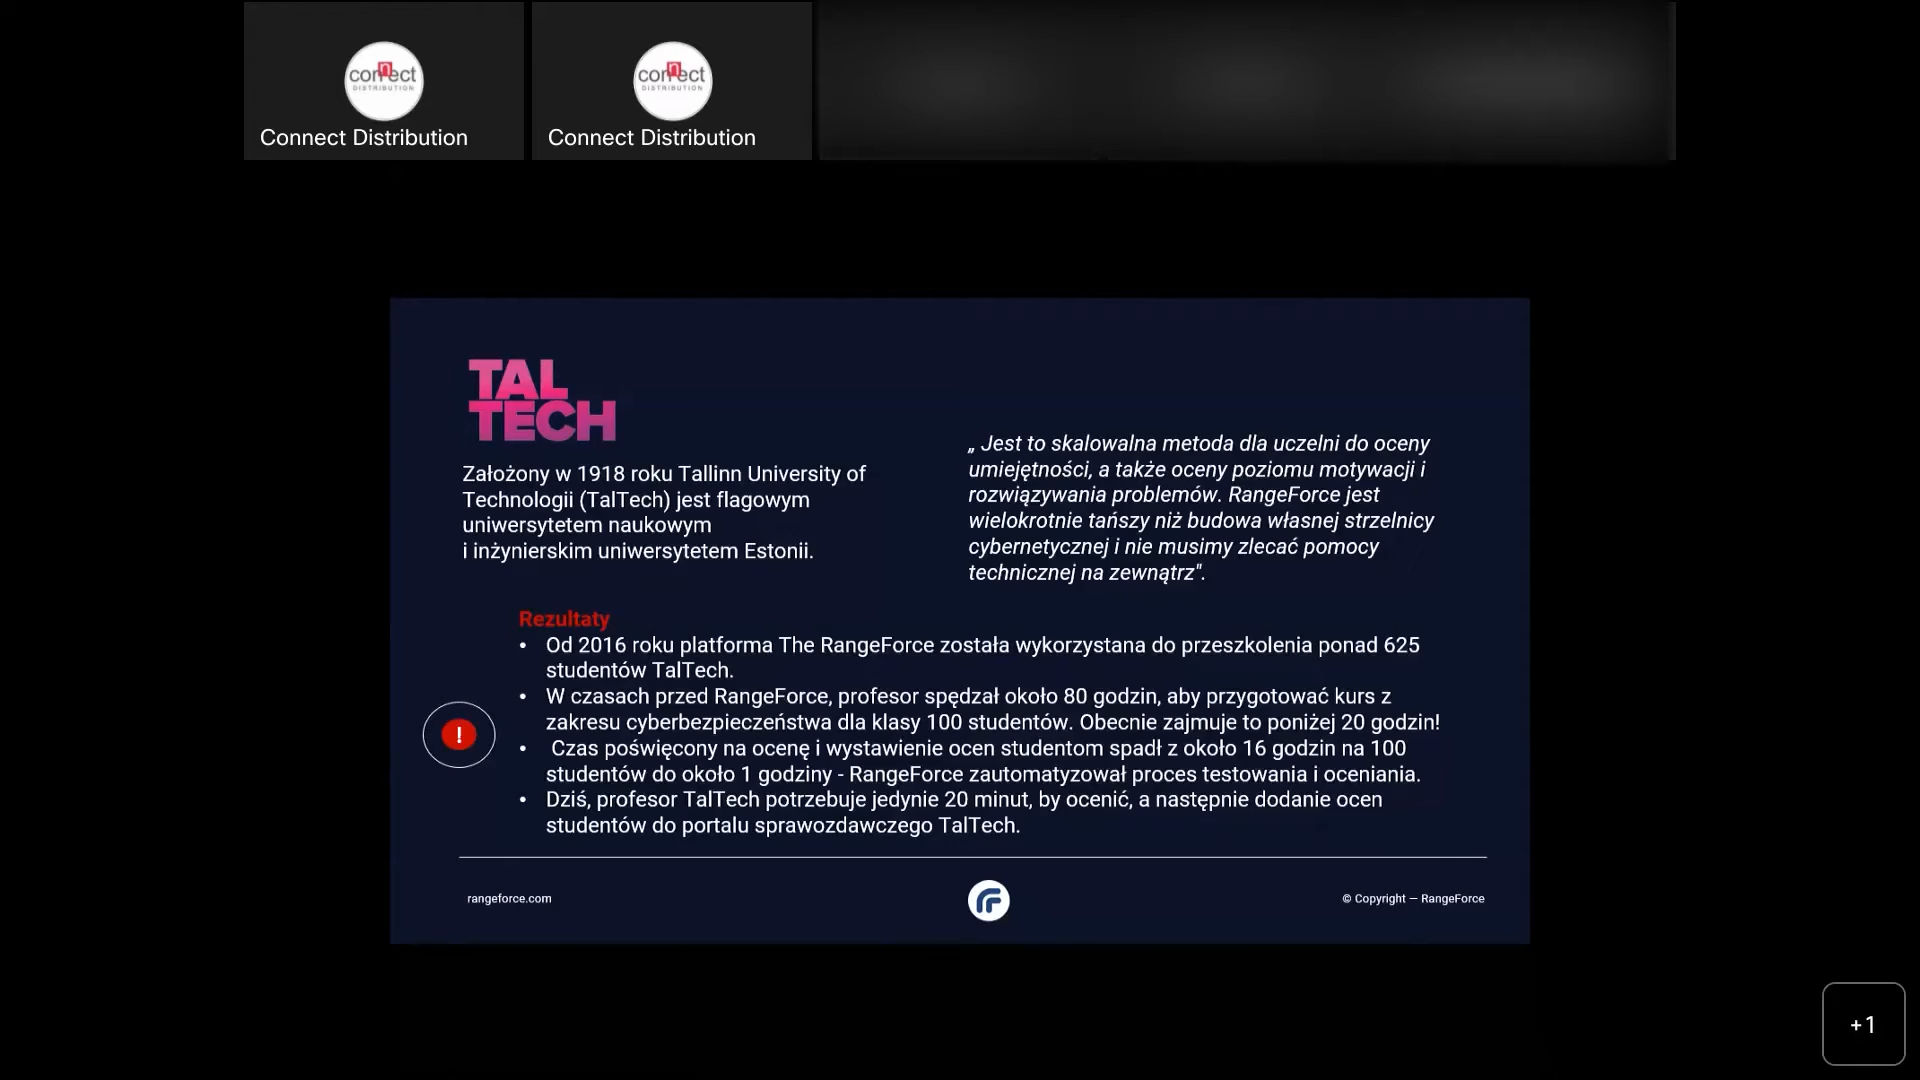 connect
DISTRIBUTION
Connect Distribution
connect
DISTRIBUTION
Connect Distribution
TAL
TECH
Założony w 1918 roku Tallinn University of
Technologii (TalTech) jest flagowym
uniwersytetem naukowym
i inżynierskim uniwersytetem Estonii.
„ Jest to skalowalna metoda dla uczelni do oceny
umiejętności, a także oceny poziomu motywacji i
rozwiązywania problemów. RangeForce jest
wielokrotnie tańszy niż budowa własnej strzelnicy
cybernetycznej i nie musimy zlecać pomocy
technicznej na zewnątrz".
Rezultaty
• Od 2016 roku platforma The RangeForce została wykorzystana do przeszkolenia ponad 625
studentów TalTech.
• W czasach przed RangeForce, profesor spędzał około 80 godzin, aby przygotować kurs z
zakresu cyberbezpieczeństwa dla klasy 100 studentów. Obecnie zajmuje to poniżej 20 godzin!
• Czas poświęcony na ocenę i wystawienie ocen studentom spadł z około 16 godzin na 100
studentów do około 1 godziny - RangeForce zautomatyzował proces testowania i oceniania.
• Dziś, profesor TalTech potrzebuje jedynie 20 minut, by ocenić, a następnie dodanie ocen
studentów do portalu sprawozdawczego TalTech.
!
rangeforce.com
© Copyright — RangeForce
+1